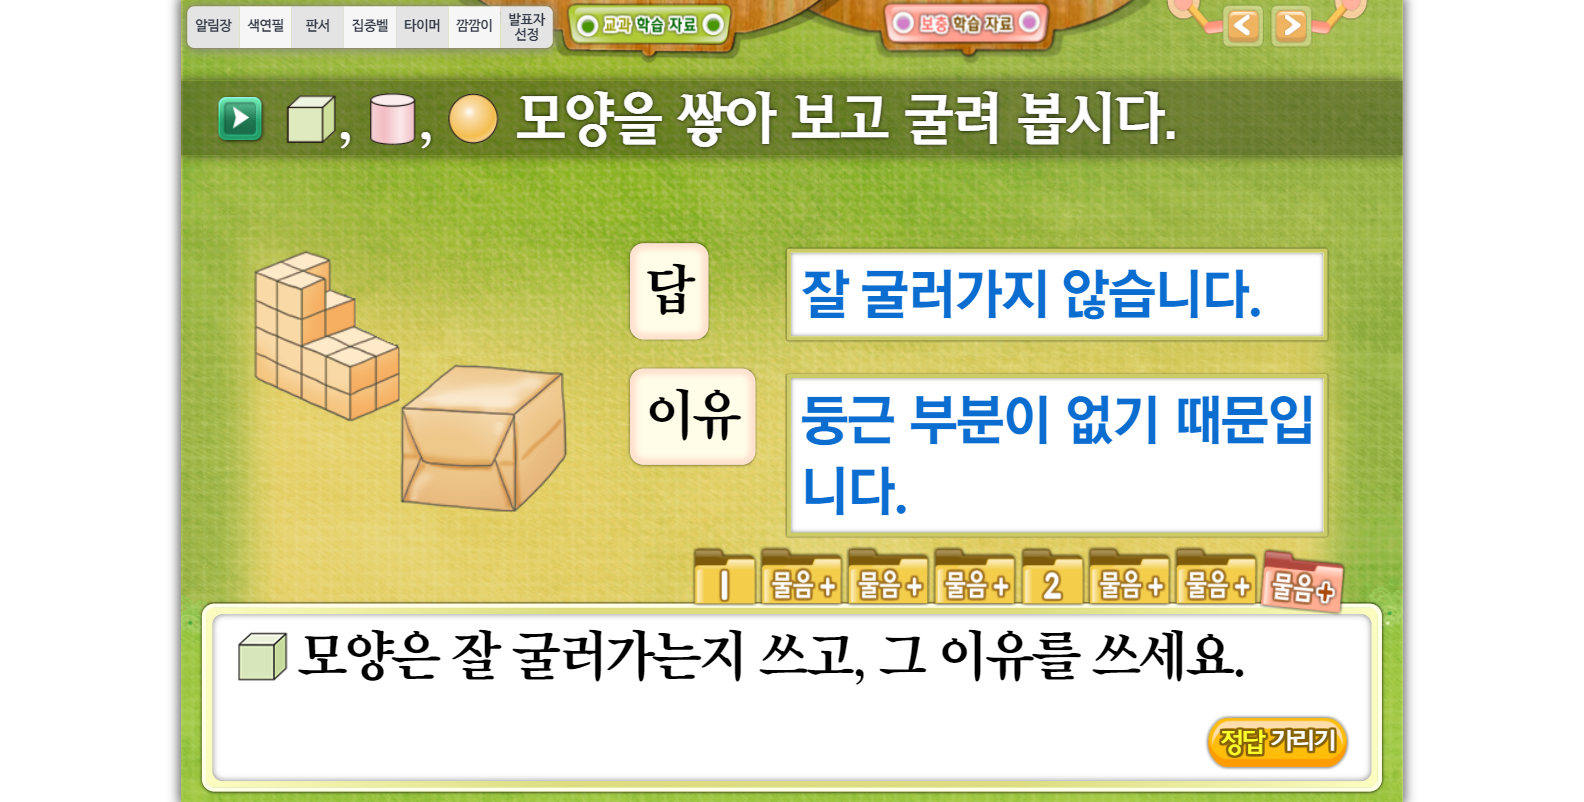 알림장 색연필 판서 집중벨 타이머 깜깜이 발표자
선정
교과 학습 자료
보충 학습 자료
, , 모양을 쌓아 보고 굴려 봅시다.
답
잘 굴러가지 않습니다.
이유
둥근 부분이 없기 때문입
니다.
1 물음+ 물음+ 물음+ 2 물음+ 물음+ 물음+
모양은 잘 굴러가는지 쓰고, 그 이유를 쓰세요.
정답 가리기